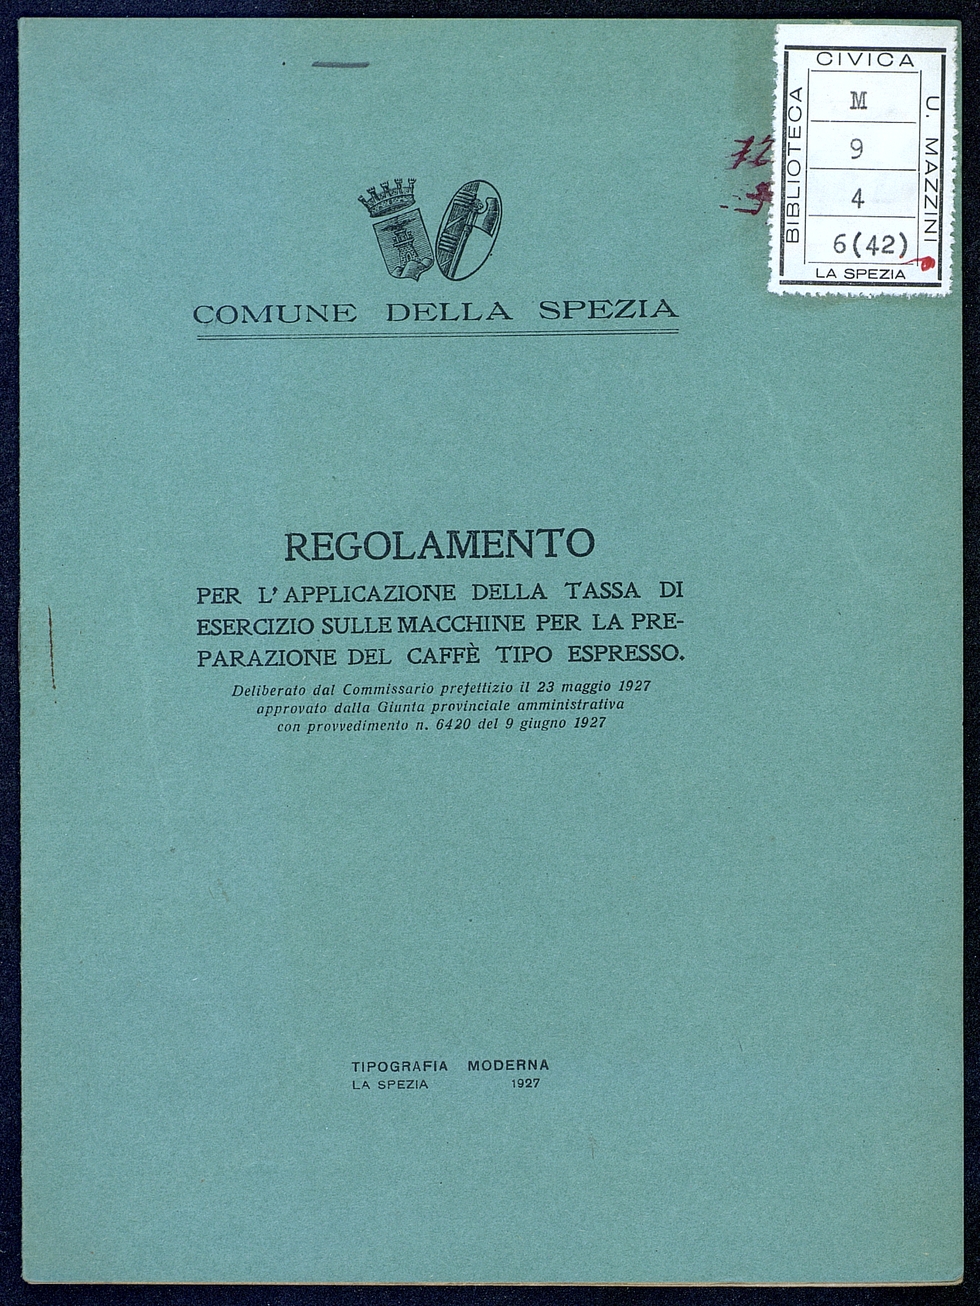 CIVICA
BIBLIOTECA
U. MAZZINI
M
9
4
6(42)
LA SPEZIA
COMUNE DELLA SPEZIA
REGOLAMENTO
PER L'APPLICAZIONE DELLA TASSA DI
ESERCIZIO SULLE MACCHINE PER LA PRE-
PARAZIONE DEL CAFFÈ TIPO ESPRESSO.
Deliberato dal Commissario prefettizio il 23 maggio 1927
approvato dalla Giunta provinciale amministrativa
con provvedimento n. 6420 del 9 giugno 1927
TIPOGRAFIA MODERNA
LA SPEZIA 1927